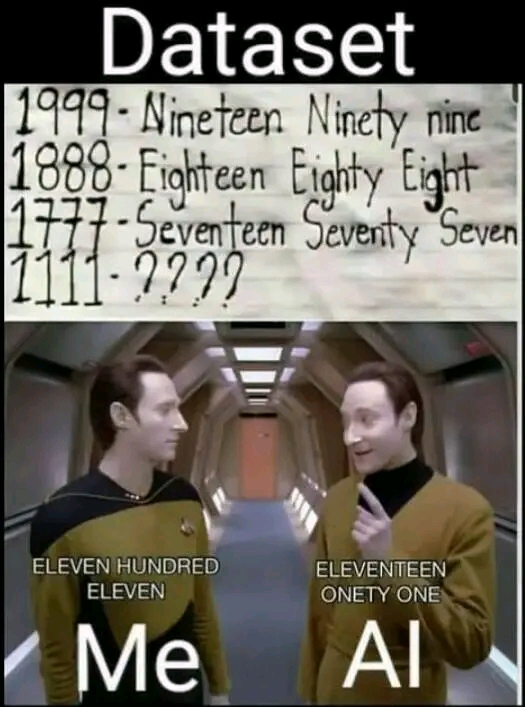 Dataset
1999- Nineteen Ninety nine
1888- Eighteen Eighty Eight
1777-Seventeen Seventy Seven
1111-????
ELEVEN HUNDRED
ELEVEN
ELEVENTEEN
ONETY ONE
Me
AI